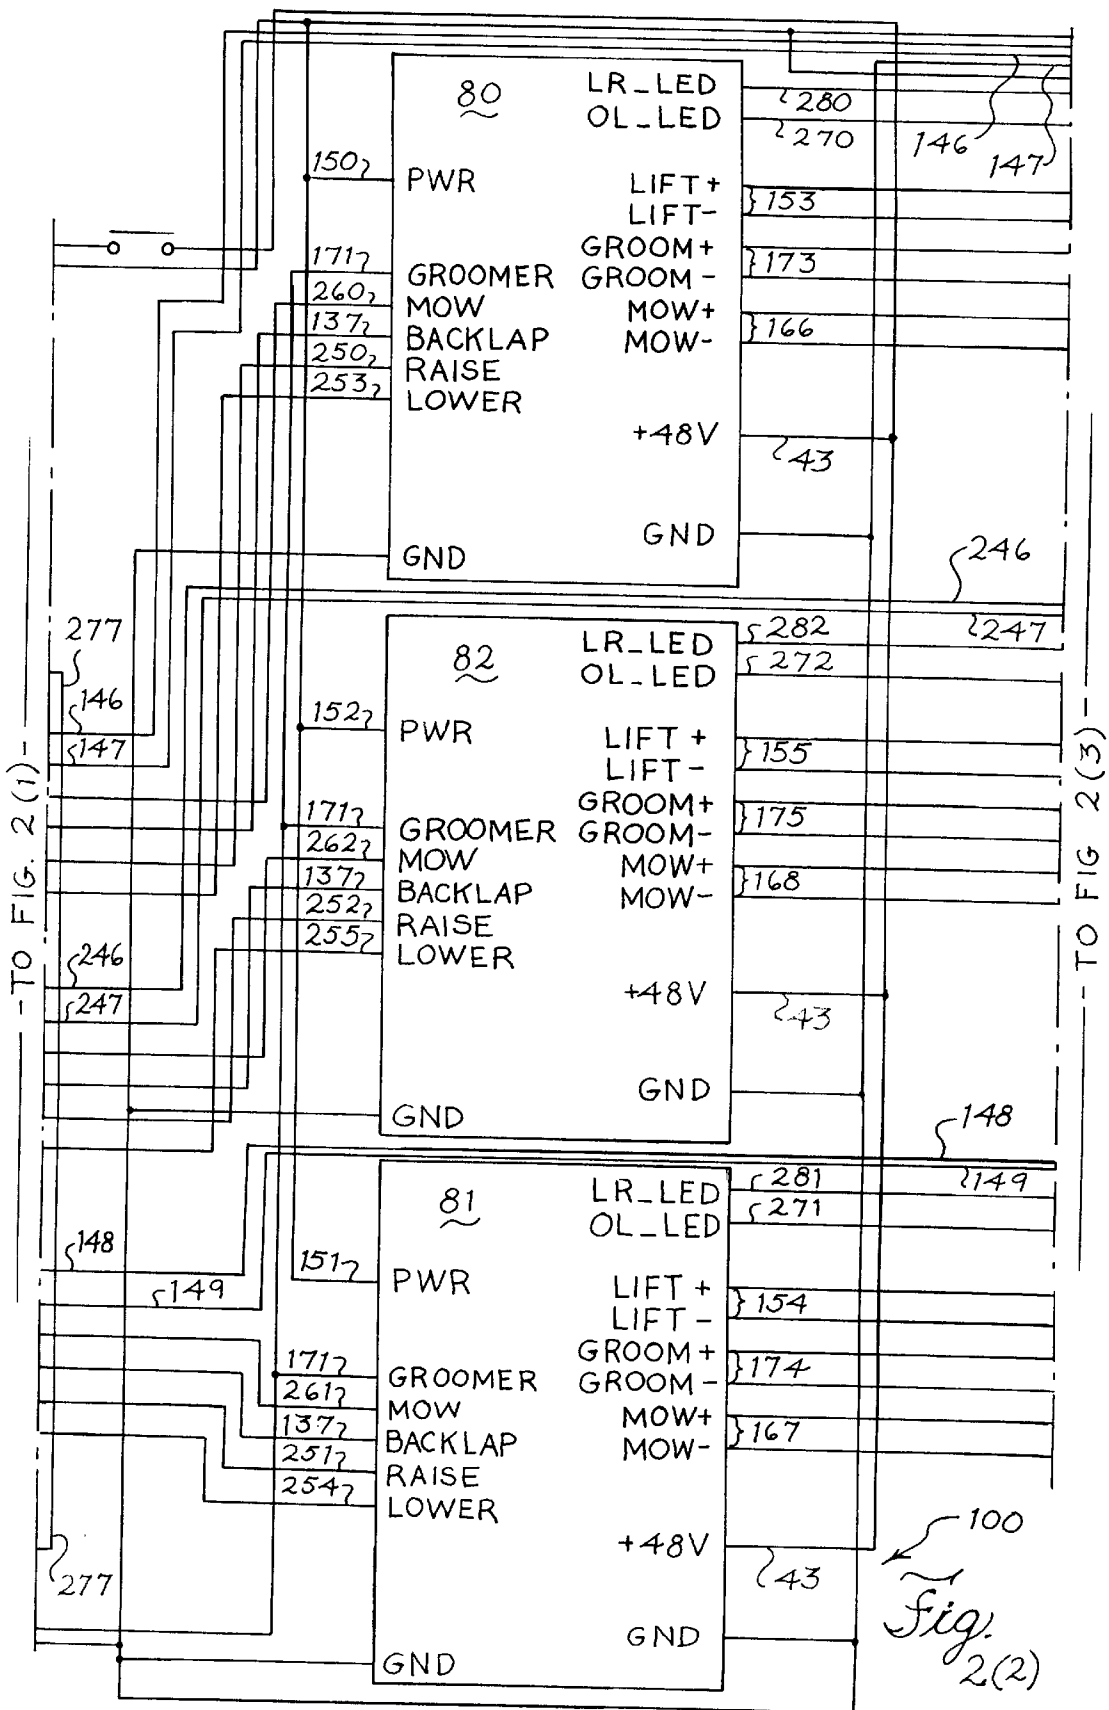 80
LR_LED
280
OL_LED
270
146
147
150
PWR
LIFT+
153
LIFT-
171
GROOMER
GROOM+
173
GROOM-
260
MOW
MOW+
166
MOW-
137
BACKLAP
250
RAISE
253
LOWER
+48V
43
GND
GND
246
247
277
82
LR_LED
282
OL_LED
272
146
147
152
PWR
LIFT +
155
LIFT -
171
GROOMER
GROOM+
175
GROOM-
262
MOW
MOW+
168
MOW-
137
BACKLAP
252
RAISE
255
LOWER
246
247
+48V
43
GND
GND
148
149
81
LR_LED
281
OL_LED
271
148
149
151
PWR
LIFT +
154
LIFT -
171
GROOMER
GROOM+
174
GROOM-
261
MOW
MOW+
167
MOW-
137
BACKLAP
251
RAISE
254
LOWER
+48V
43
277
GND
GND
-TO FIG. 2(1)-
- TO FIG 2(3)-
100
Fig.
2(2)